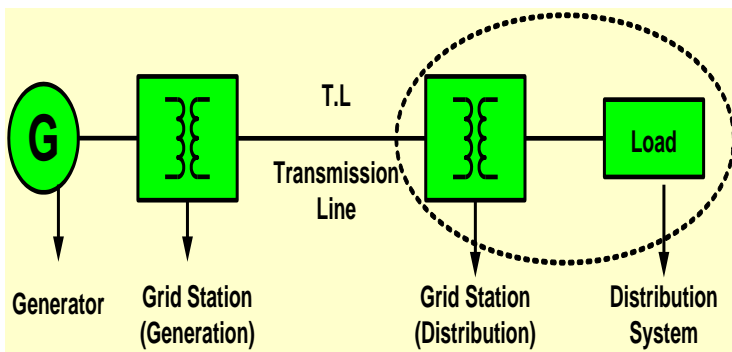 G
T.L
Transmission
Line
Load
Generator
Grid Station
(Generation)
Grid Station
(Distribution)
Distribution
System